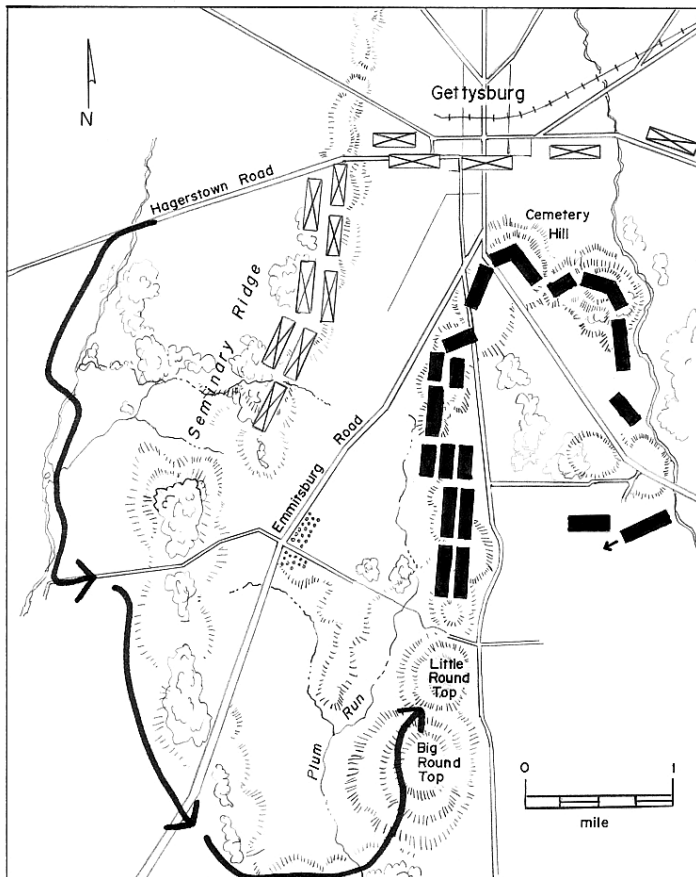 Gettysburg
N
Hagerstown Road
Cemetery
Hill
Seminary Ridge
Emmitsburg Road
Little
Round
Top
Plum Run
Big
Round
Top
0 1
mile